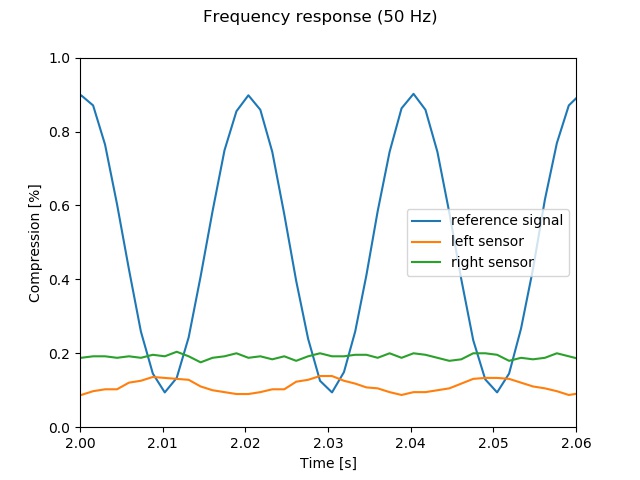 Frequency response (50 Hz)
1.0
0.8
0.6
0.4
0.2
0.0
Compression [%]
reference signal
left sensor
right sensor
2.00 2.01 2.02 2.03 2.04 2.05 2.06
Time [s]